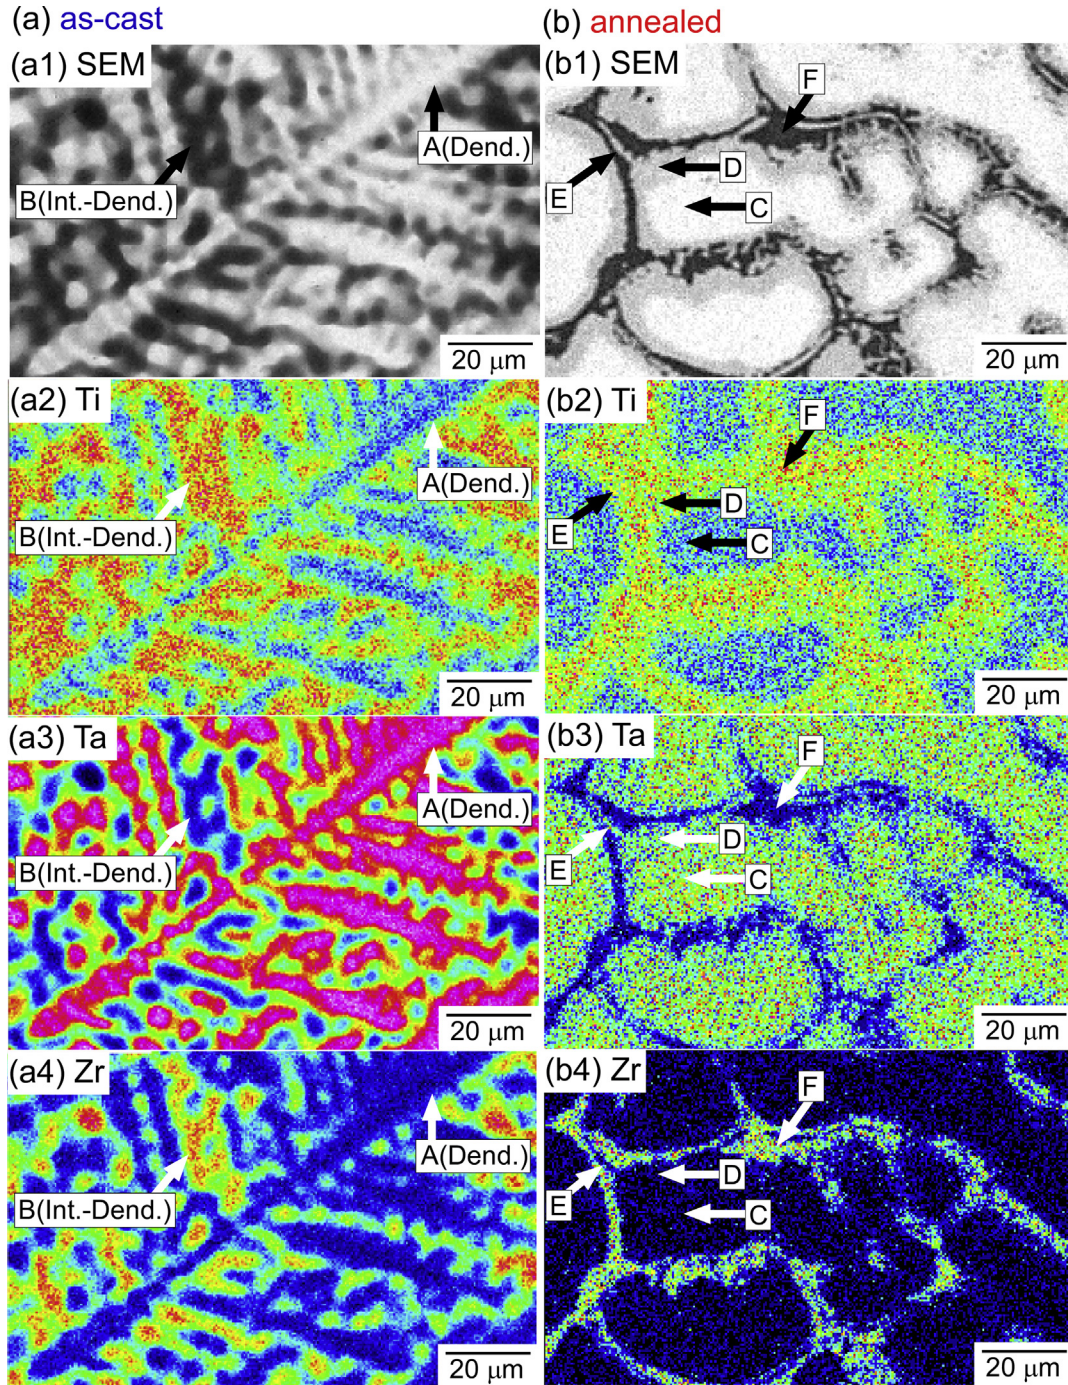 (a) as-cast
(b) annealed
(a1) SEM
A(Dend.)
B(Int.-Dend.)
20 μm
(b1) SEM
F
D
E
C
20 μm
(a2) Ti
A(Dend.)
B(Int.-Dend.)
20 μm
(b2) Ti
F
D
E
C
20 μm
(a3) Ta
A(Dend.)
B(Int.-Dend.)
20 μm
(b3) Ta
F
D
E
C
20 μm
(a4) Zr
A(Dend.)
B(Int.-Dend.)
20 μm
(b4) Zr
F
D
E
C
20 μm